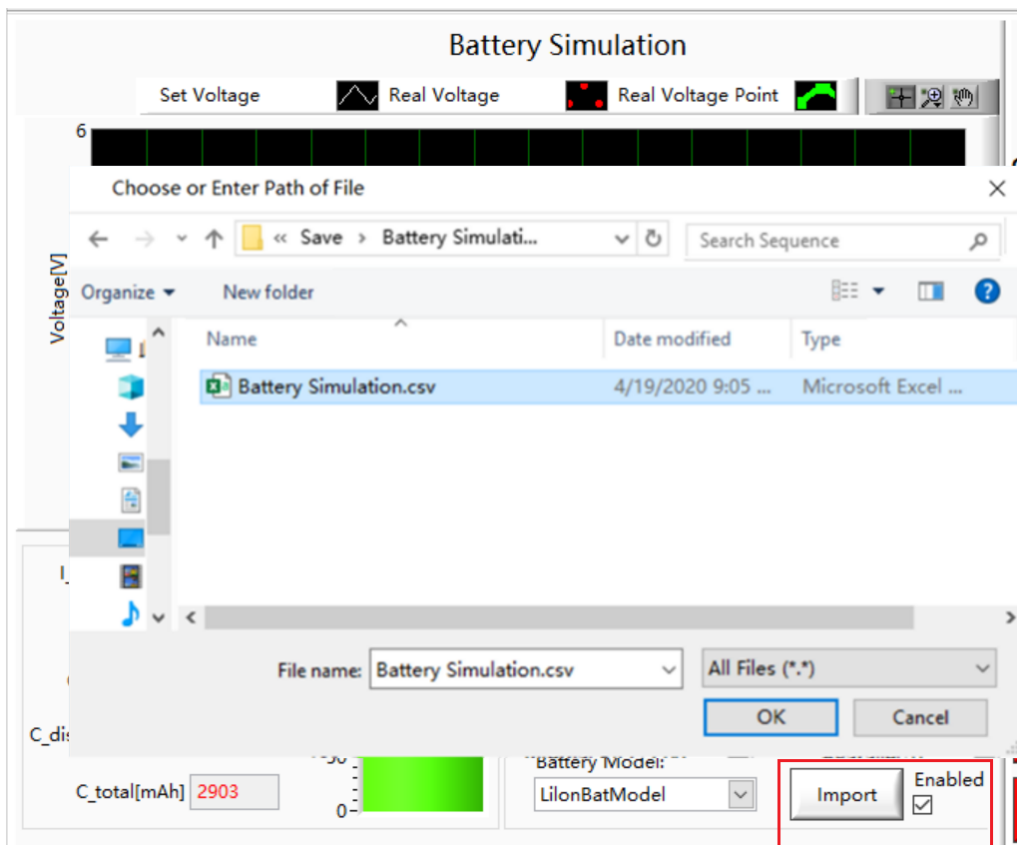 Battery Simulation
Set Voltage Real Voltage Real Voltage Point
6
Voltage[V]
Choose or Enter Path of File
« Save › Battery Simulati... Search Sequence
Organize New folder
Name Date modified Type
Battery Simulation.csv 4/19/2020 9:05 ... Microsoft Excel ...
File name: Battery Simulation.csv All Files (*.*)
OK Cancel
C_dis
Battery Model:
C_total[mAh] 2903 0 LiIonBatModel Import Enabled